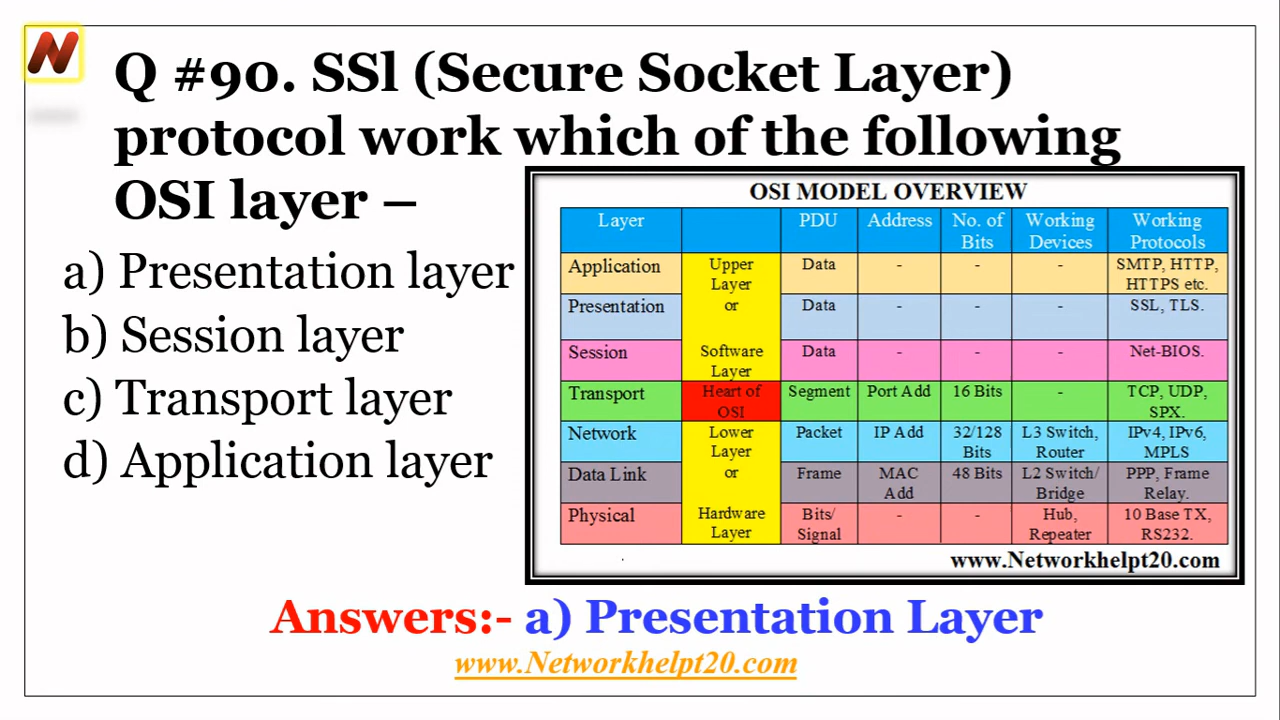 Q #90. SSl (Secure Socket Layer)
protocol work which of the following
OSI layer –
a) Presentation layer
b) Session layer
c) Transport layer
d) Application layer
OSI MODEL OVERVIEW
Layer PDU Address No. of Bits Working Devices Working Protocols
Application Upper Layer Data - - - SMTP, HTTP, HTTPS etc.
Presentation or Data - - - SSL, TLS.
Session Software Layer Data - - - Net-BIOS.
Transport Heart of OSI Segment Port Add 16 Bits - TCP, UDP, SPX.
Network Lower Layer Packet IP Add 32/128 Bits L3 Switch, Router IPv4, IPv6, MPLS
Data Link or Frame MAC Add 48 Bits L2 Switch/ Bridge PPP, Frame Relay.
Physical Hardware Layer Bits/ Signal - - Hub, Repeater 10 Base TX, RS232.
www.Networkhelpt20.com
Answers:- a) Presentation Layer
www.Networkhelpt20.com